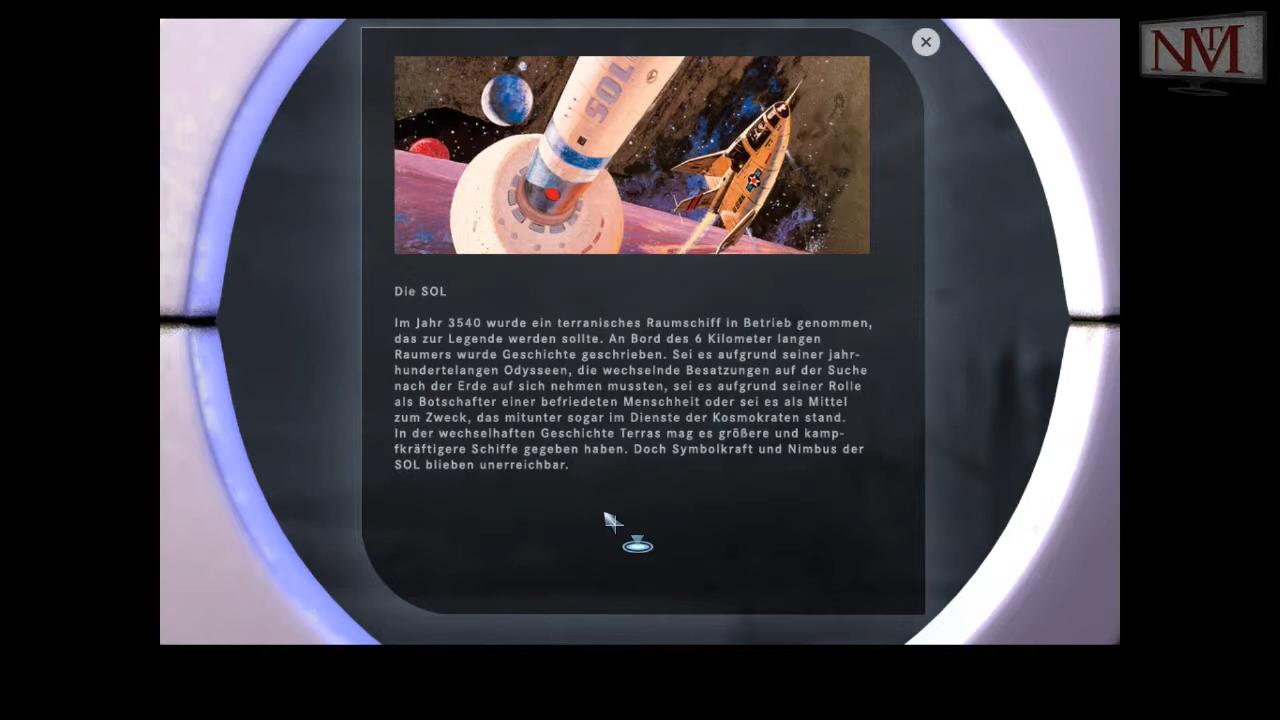 NTM
SOL
Die SOL
Im Jahr 3540 wurde ein terranisches Raumschiff in Betrieb genommen,
das zur Legende werden sollte. An Bord des 6 Kilometer langen
Raumers wurde Geschichte geschrieben. Sei es aufgrund seiner jahr-
hundertelangen Odysseen, die wechselnde Besatzungen auf der Suche
nach der Erde auf sich nehmen mussten, sei es aufgrund seiner Rolle
als Botschafter einer befriedeten Menschheit oder sei es als Mittel
zum Zweck, das mitunter sogar im Dienste der Kosmokraten stand.
In der wechselhaften Geschichte Terras mag es größere und kamp-
fkräftigere Schiffe gegeben haben. Doch Symbolkraft und Nimbus der
SOL blieben unerreichbar.